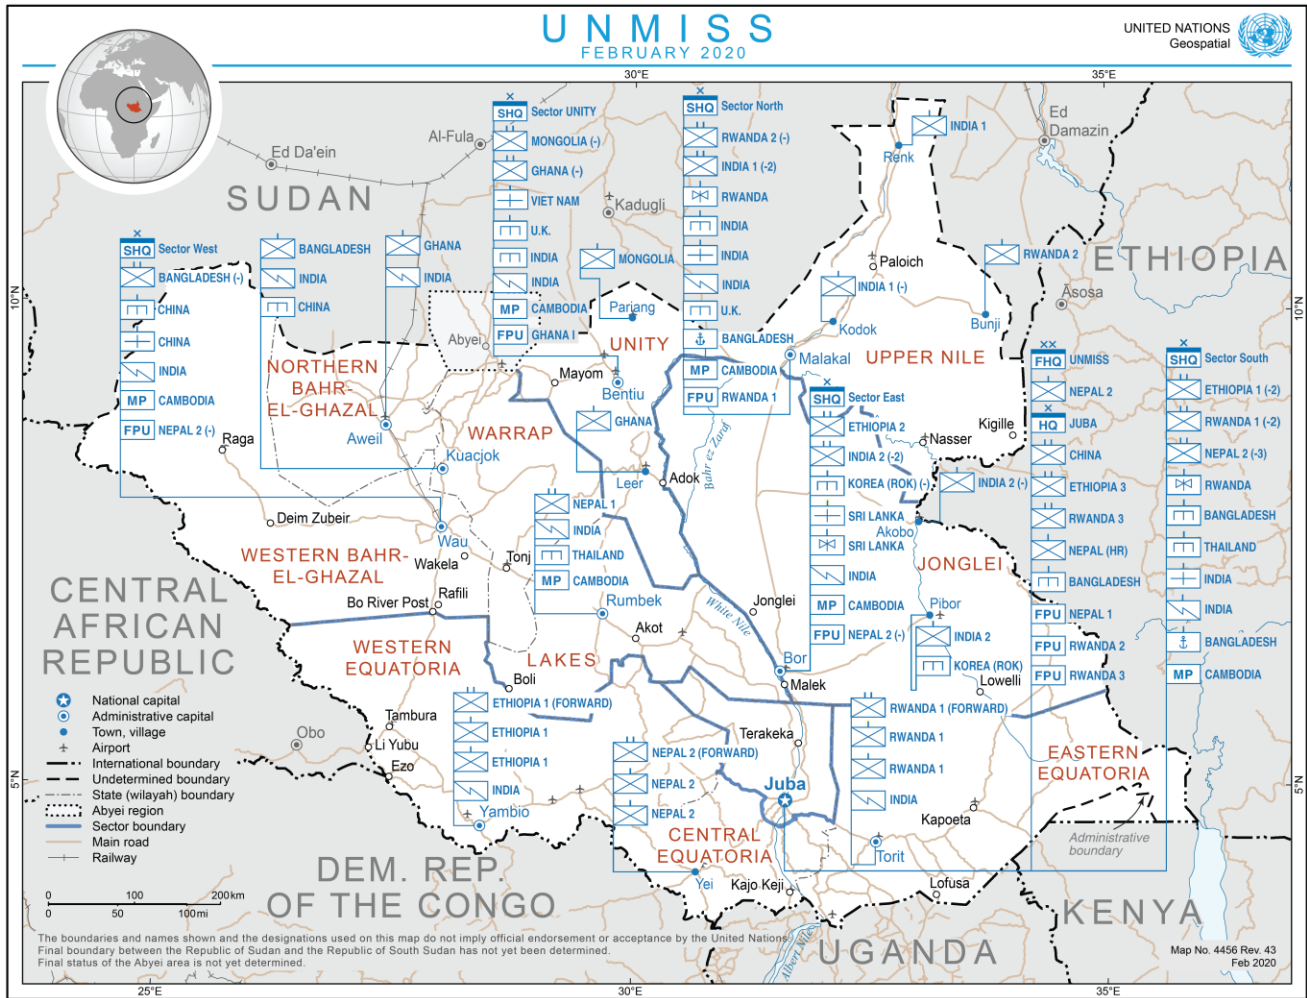 UNMISS
FEBRUARY 2020
UNITED NATIONS
Geospatial
30°E
35°E
SUDAN
Ed Da'ein
Al-Fula
Kadugli
Ed
Damazin
ETHIOPIA
Asosa
10°N
10°N
SHQ Sector West
BANGLADESH (-)
CHINA
CHINA
INDIA
MP CAMBODIA
FPU NEPAL 2 (-)
BANGLADESH
INDIA
CHINA
GHANA
INDIA
SHQ Sector UNITY
MONGOLIA (-)
GHANA (-)
VIET NAM
U.K.
INDIA
INDIA
MP CAMBODIA
FPU GHANA I
MONGOLIA
SHQ Sector North
RWANDA 2 (-)
INDIA 1 (-2)
RWANDA
INDIA
INDIA
INDIA
U.K.
BANGLADESH
MP CAMBODIA
FPU RWANDA 1
INDIA 1
Renk
Paloich
INDIA 1 (-)
Kodok
RWANDA 2
Bunji
Malakal
UPPER NILE
Abyei
Pariang
UNITY
Mayom
Bentiu
NORTHERN
BAHR-
EL-GHAZAL
WARRAP
Aweil
Kuacjok
Raga
Deim Zubeir
Wau
WESTERN BAHR-
EL-GHAZAL
Wakela
Tonj
Rafili
Bo River Post
GHANA
Leer
Adok
Bahr ez Zaraf
Nasser
Kigille
SHQ Sector East
ETHIOPIA 2
INDIA 2 (-2)
KOREA (ROK) (-)
SRI LANKA
SRI LANKA
INDIA
MP CAMBODIA
FPU NEPAL 2 (-)
INDIA 2 (-)
Akobo
JONGLEI
XX
FHQ UNMISS
NEPAL 2
HQ JUBA
CHINA
ETHIOPIA 3
RWANDA 3
NEPAL (HR)
BANGLADESH
FPU NEPAL 1
FPU RWANDA 2
FPU RWANDA 3
SHQ Sector South
ETHIOPIA 1 (-2)
RWANDA 1 (-2)
NEPAL 2 (-3)
RWANDA
BANGLADESH
THAILAND
INDIA
INDIA
BANGLADESH
MP CAMBODIA
NEPAL 1
INDIA
THAILAND
MP CAMBODIA
Rumbek
Akot
LAKES
White Nile
Jonglei
Bor
Malek
Pibor
INDIA 2
KOREA (ROK)
Lowelli
CENTRAL
AFRICAN
REPUBLIC
WESTERN
EQUATORIA
Boli
Tambura
Li Yubu
Ezo
Obo
ETHIOPIA 1 (FORWARD)
ETHIOPIA 1
ETHIOPIA 1
INDIA
Yambio
NEPAL 2 (FORWARD)
NEPAL 2
NEPAL 2
Yei
Terakeka
Juba
CENTRAL
EQUATORIA
Kajo Keji
RWANDA 1 (FORWARD)
RWANDA 1
RWANDA 1
INDIA
Torit
Kapoeta
Lofusa
EASTERN
EQUATORIA
Administrative
boundary
5°N
5°N
National capital
Administrative capital
Town, village
Airport
International boundary
Undetermined boundary
State (wilayah) boundary
Abyei region
Sector boundary
Main road
Railway
0 100 200 km
0 50 100 mi
DEM. REP.
OF THE CONGO
UGANDA
KENYA
Albert Nile
The boundaries and names shown and the designations used on this map do not imply official endorsement or acceptance by the United Nations.
Final boundary between the Republic of Sudan and the Republic of South Sudan has not yet been determined.
Final status of the Abyei area is not yet determined.
Map No. 4456 Rev. 43
Feb 2020
25°E
30°E
35°E